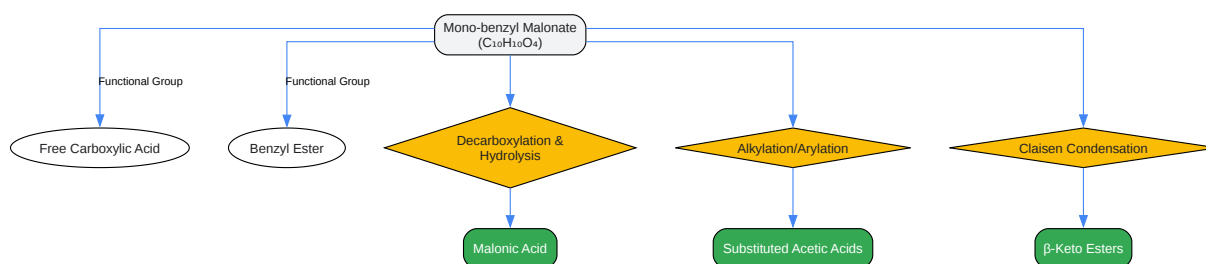 Mono-benzyl Malonate
(C₁₀H₁₀O₄)
Functional Group
Functional Group
Free Carboxylic Acid
Benzyl Ester
Decarboxylation &
Hydrolysis
Alkylation/Arylation
Claisen Condensation
Malonic Acid
Substituted Acetic Acids
β-Keto Esters